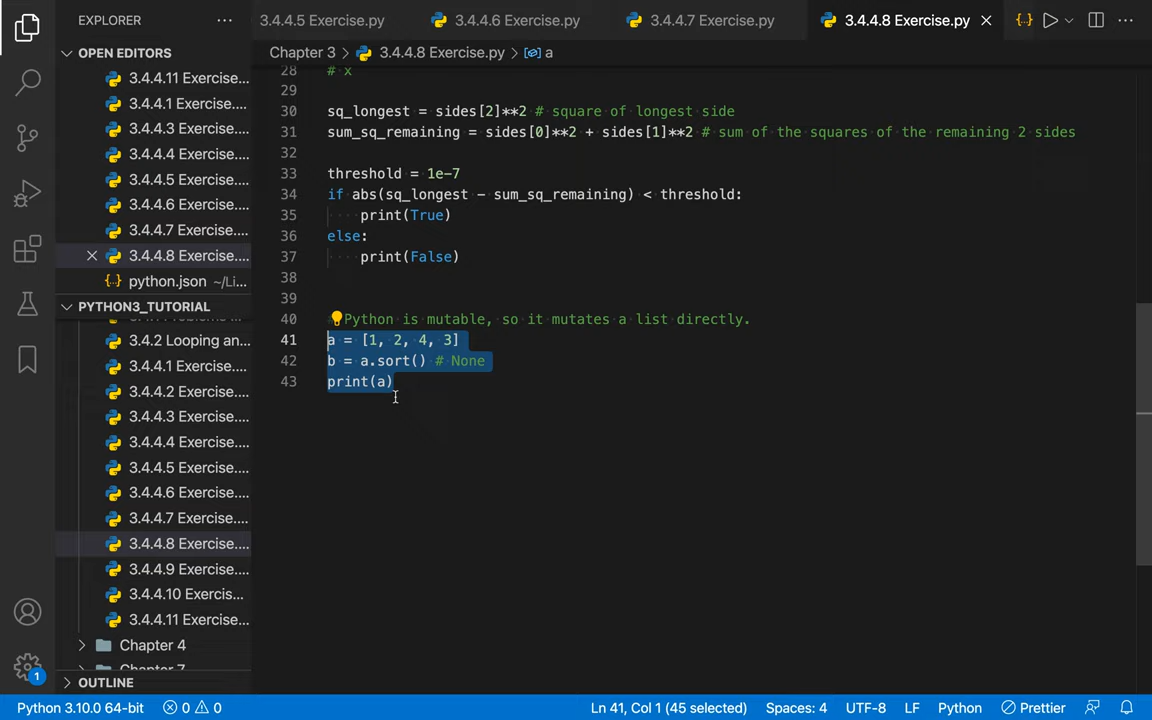 EXPLORER
3.4.4.5 Exercise.py
3.4.4.6 Exercise.py
3.4.4.7 Exercise.py
3.4.4.8 Exercise.py
OPEN EDITORS
3.4.4.11 Exercise...
3.4.4.1 Exercise....
3.4.4.3 Exercise....
3.4.4.4 Exercise....
3.4.4.5 Exercise....
3.4.4.6 Exercise....
3.4.4.7 Exercise....
3.4.4.8 Exercise....
python.json ~/Li...
PYTHON3_TUTORIAL
3.4.2 Looping an...
3.4.4.1 Exercise....
3.4.4.2 Exercise....
3.4.4.3 Exercise....
3.4.4.4 Exercise....
3.4.4.5 Exercise....
3.4.4.6 Exercise....
3.4.4.7 Exercise....
3.4.4.8 Exercise....
3.4.4.9 Exercise....
3.4.4.10 Exercis...
3.4.4.11 Exercise...
Chapter 4
Chapter 7
OUTLINE
Chapter 3 > 3.4.4.8 Exercise.py > a
28 # x
29
30 sq_longest = sides[2]**2 # square of longest side
31 sum_sq_remaining = sides[0]**2 + sides[1]**2 # sum of the squares of the remaining 2 sides
32
33 threshold = 1e-7
34 if abs(sq_longest - sum_sq_remaining) < threshold:
35 print(True)
36 else:
37 print(False)
38
39
40 Python is mutable, so it mutates a list directly.
41 a = [1, 2, 4, 3]
42 b = a.sort() # None
43 print(a)
1
Python 3.10.0 64-bit 0 0 Ln 41, Col 1 (45 selected) Spaces: 4 UTF-8 LF Python Prettier